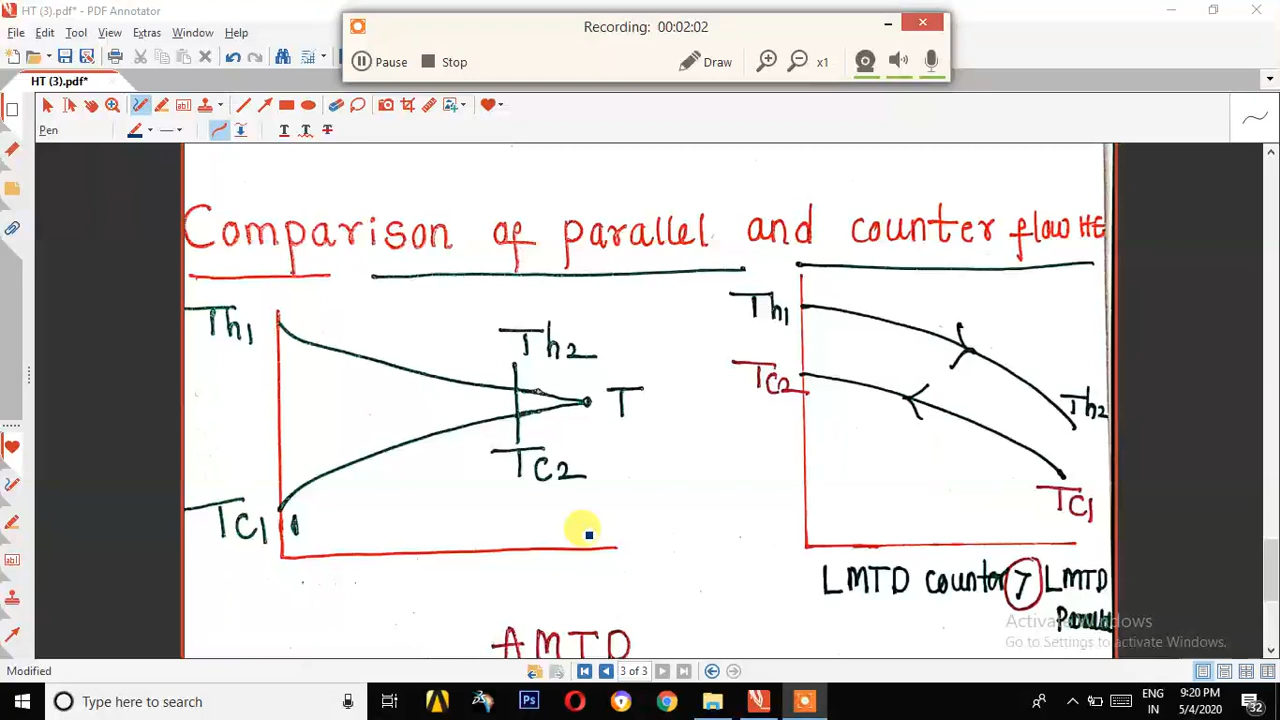 HT (3).pdf* - PDF Annotator
Recording: 00:02:02
File Edit Tool View Extras Window Help
Pause Stop Draw x1
HT (3).pdf*
Pen
Comparison of parallel and counter flow HE
Th1
Th2
T
TC2
TC1
Th1
TC2
Th2
TC1
LMTD counter > LMTD
AMTD
Activate Windows
Go to Settings to activate Windows.
Modified
3 of 3
Type here to search
Ps
ENG
IN
9:20 PM
5/4/2020
32